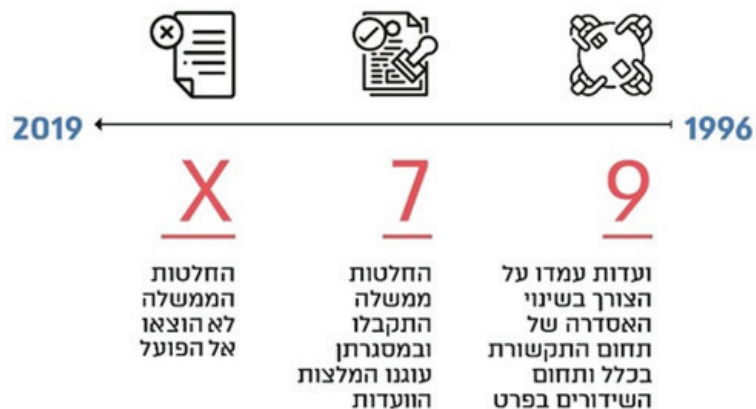 1996
2019
9
ועדות עמדו על
הצורך בשינוי
האסדרה של
תחום התקשורת
בכלל ותחום
השידורים בפרט
7
החלטות
ממשלה
התקבלו
ובמסגרתן
עוגנו המלצות
הוועדות
X
החלטות
הממשלה
לא הוצאו
אל הפועל